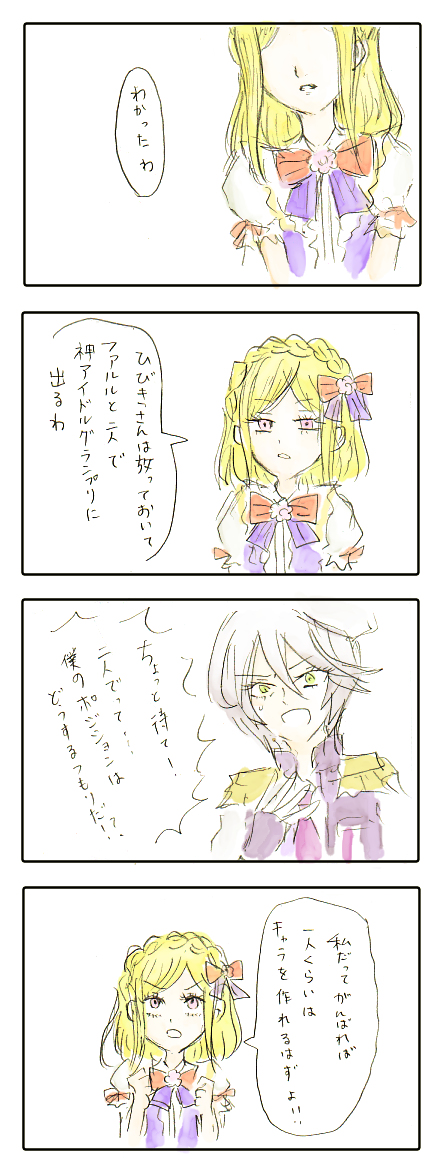 わかったわ
ひびきさんは放っておいて
ファルルと二人で
神アイドルグランプリに
出るわ
ちょっと待て!
二人でって…
僕のポジションは
どうするつもりだ!?
私だってがんばれば
一人くらいは
キャラを作れるはずよ!!